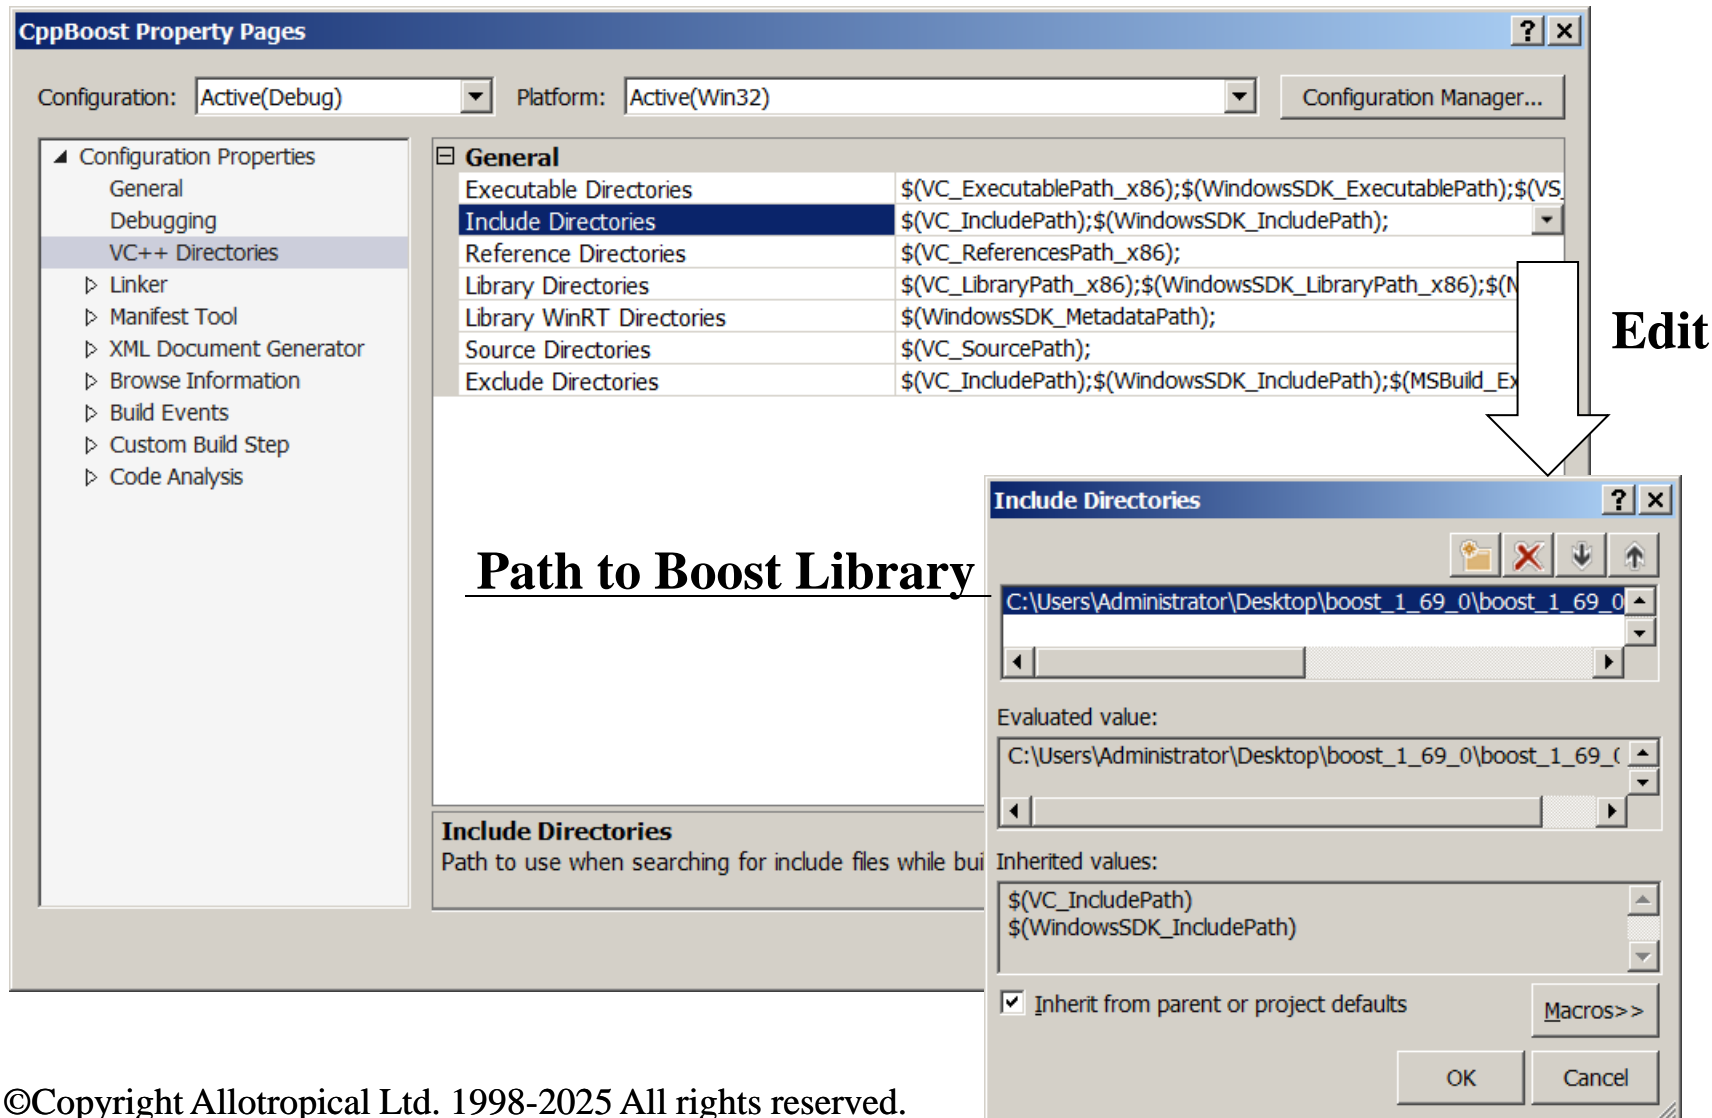 CppBoost Property Pages
Configuration: Active(Debug) Platform: Active(Win32) Configuration Manager...
Configuration Properties
General
Debugging
VC++ Directories
Linker
Manifest Tool
XML Document Generator
Browse Information
Build Events
Custom Build Step
Code Analysis
General
Executable Directories $(VC_ExecutablePath_x86);$(WindowsSDK_ExecutablePath);$(VS_
Include Directories $(VC_IncludePath);$(WindowsSDK_IncludePath);
Reference Directories $(VC_ReferencesPath_x86);
Library Directories $(VC_LibraryPath_x86);$(WindowsSDK_LibraryPath_x86);$(N
Library WinRT Directories $(WindowsSDK_MetadataPath);
Source Directories $(VC_SourcePath);
Exclude Directories $(VC_IncludePath);$(WindowsSDK_IncludePath);$(MSBuild_Ex
Edit
Path to Boost Library
Include Directories
Path to use when searching for include files while bui
Include Directories
C:\Users\Administrator\Desktop\boost_1_69_0\boost_1_69_0
Evaluated value:
C:\Users\Administrator\Desktop\boost_1_69_0\boost_1_69_(
Inherited values:
$(VC_IncludePath)
$(WindowsSDK_IncludePath)
Inherit from parent or project defaults
Macros>>
OK Cancel
©Copyright Allotropical Ltd. 1998-2025 All rights reserved.